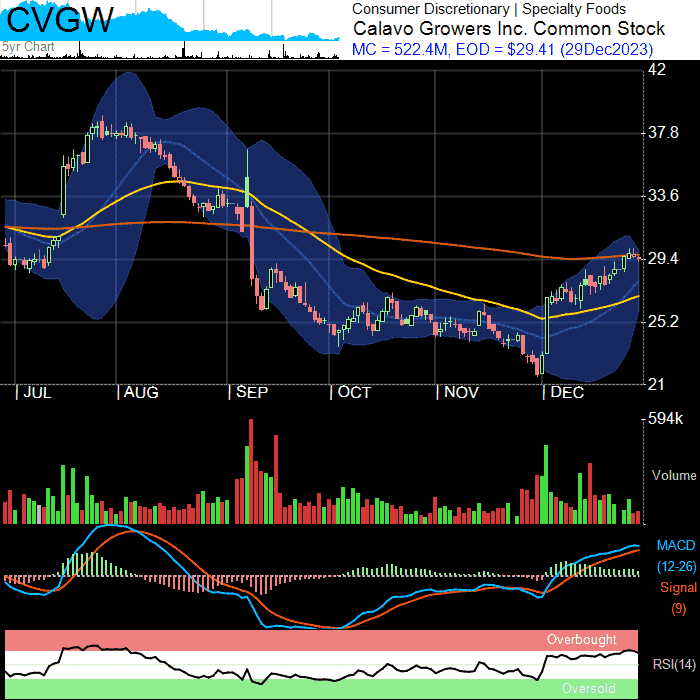 CVGW
5yr Chart
Consumer Discretionary | Specialty Foods
Calavo Growers Inc. Common Stock
MC = 522.4M, EOD = $29.41 (29Dec2023)
42
37.8
33.6
29.4
25.2
21
| JUL | AUG | SEP | OCT | NOV | DEC
594k
Volume
MACD
(12-26)
Signal
(9)
Overbought
RSI(14)
Oversold